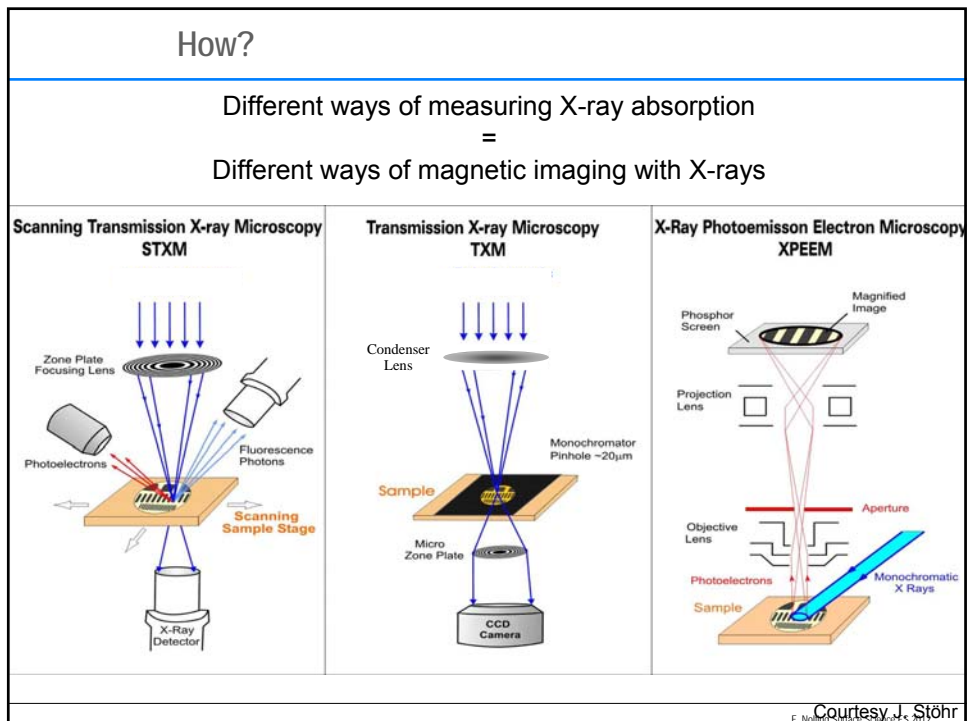 How?
Different ways of measuring X-ray absorption
=
Different ways of magnetic imaging with X-rays
Scanning Transmission X-ray Microscopy
STXM
Zone Plate
Focusing Lens
Photoelectrons
Fluorescence
Photons
Scanning
Sample Stage
X-Ray
Detector
Transmission X-ray Microscopy
TXM
Condenser
Lens
Monochromator
Pinhole ~20μm
Sample
Micro
Zone Plate
CCD
Camera
X-Ray Photoemisson Electron Microscopy
XPEEM
Magnified
Image
Phosphor
Screen
Projection
Lens
Aperture
Objective
Lens
Photoelectrons
Monochromatic
X Rays
Sample
Courtesy J. Stöhr